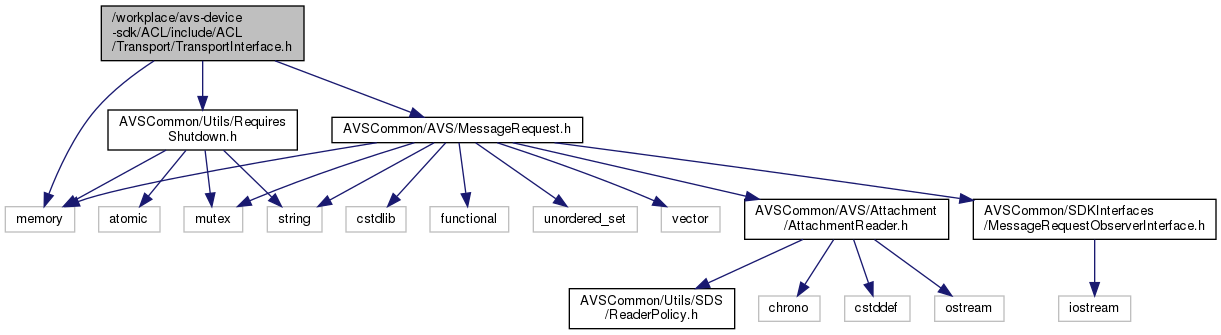 /workplace/avs-device
-sdk/ACL/include/ACL
/Transport/TransportInterface.h
AVSCommon/Utils/Requires
Shutdown.h
AVSCommon/AVS/MessageRequest.h
memory
atomic
mutex
string
cstdlib
functional
unordered_set
vector
AVSCommon/AVS/Attachment
/AttachmentReader.h
AVSCommon/SDKInterfaces
/MessageRequestObserverInterface.h
AVSCommon/Utils/SDS
/ReaderPolicy.h
chrono
cstddef
ostream
iostream